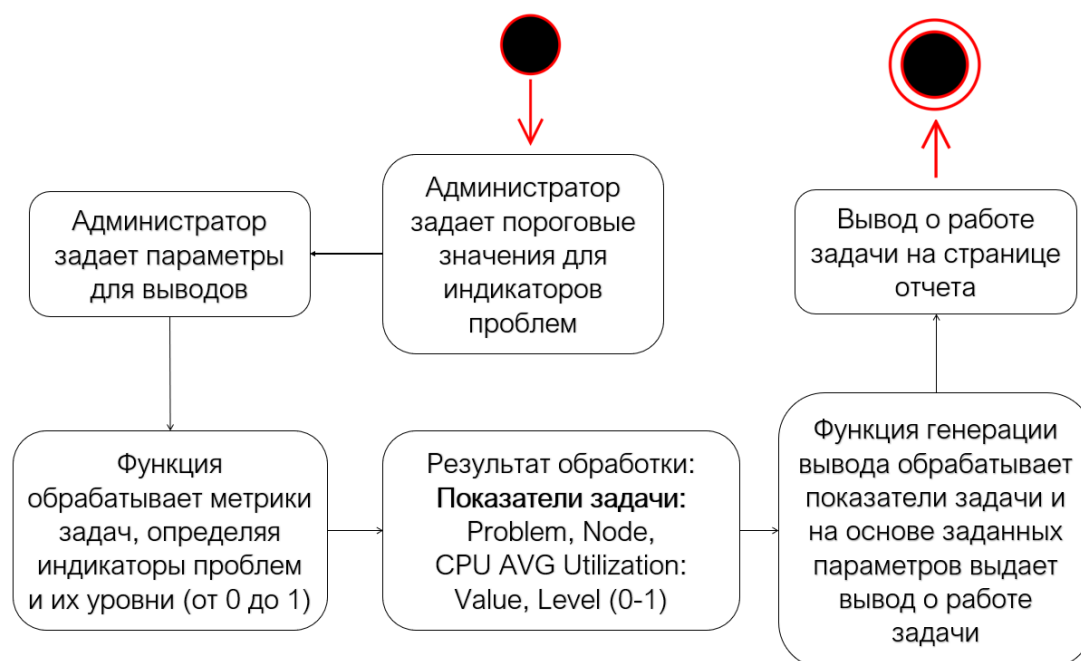 Администратор
задает пороговые
значения для
индикаторов
проблем
Администратор
задает параметры
для выводов
Функция
обрабатывает метрики
задач, определяя
индикаторы проблем
и их уровни (от 0 до 1)
Результат обработки:
Показатели задачи:
Problem, Node,
CPU AVG Utilization:
Value, Level (0-1)
Функция генерации
вывода обрабатывает
показатели задачи и
на основе заданных
параметров выдает
вывод о работе
задачи
Вывод о работе
задачи на странице
отчета